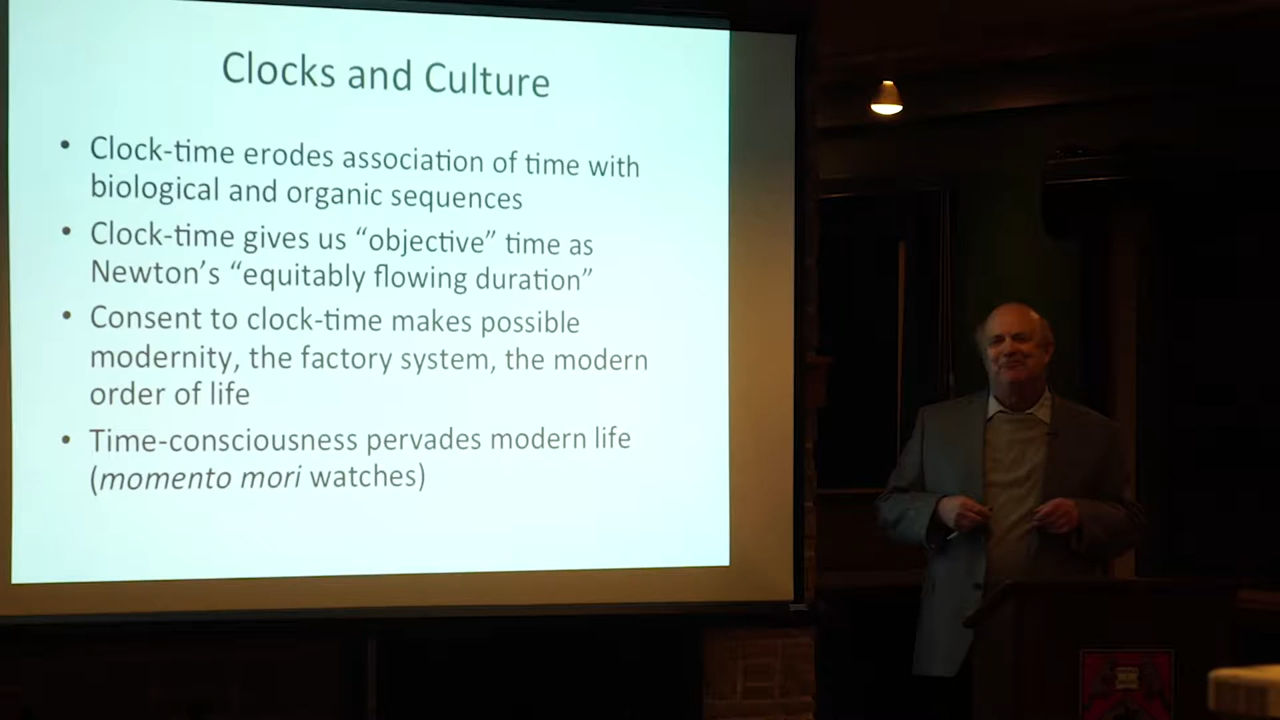 Clocks and Culture
• Clock-time erodes association of time with
biological and organic sequences
• Clock-time gives us “objective” time as
Newton’s “equitably flowing duration”
• Consent to clock-time makes possible
modernity, the factory system, the modern
order of life
• Time-consciousness pervades modern life
(momento mori watches)